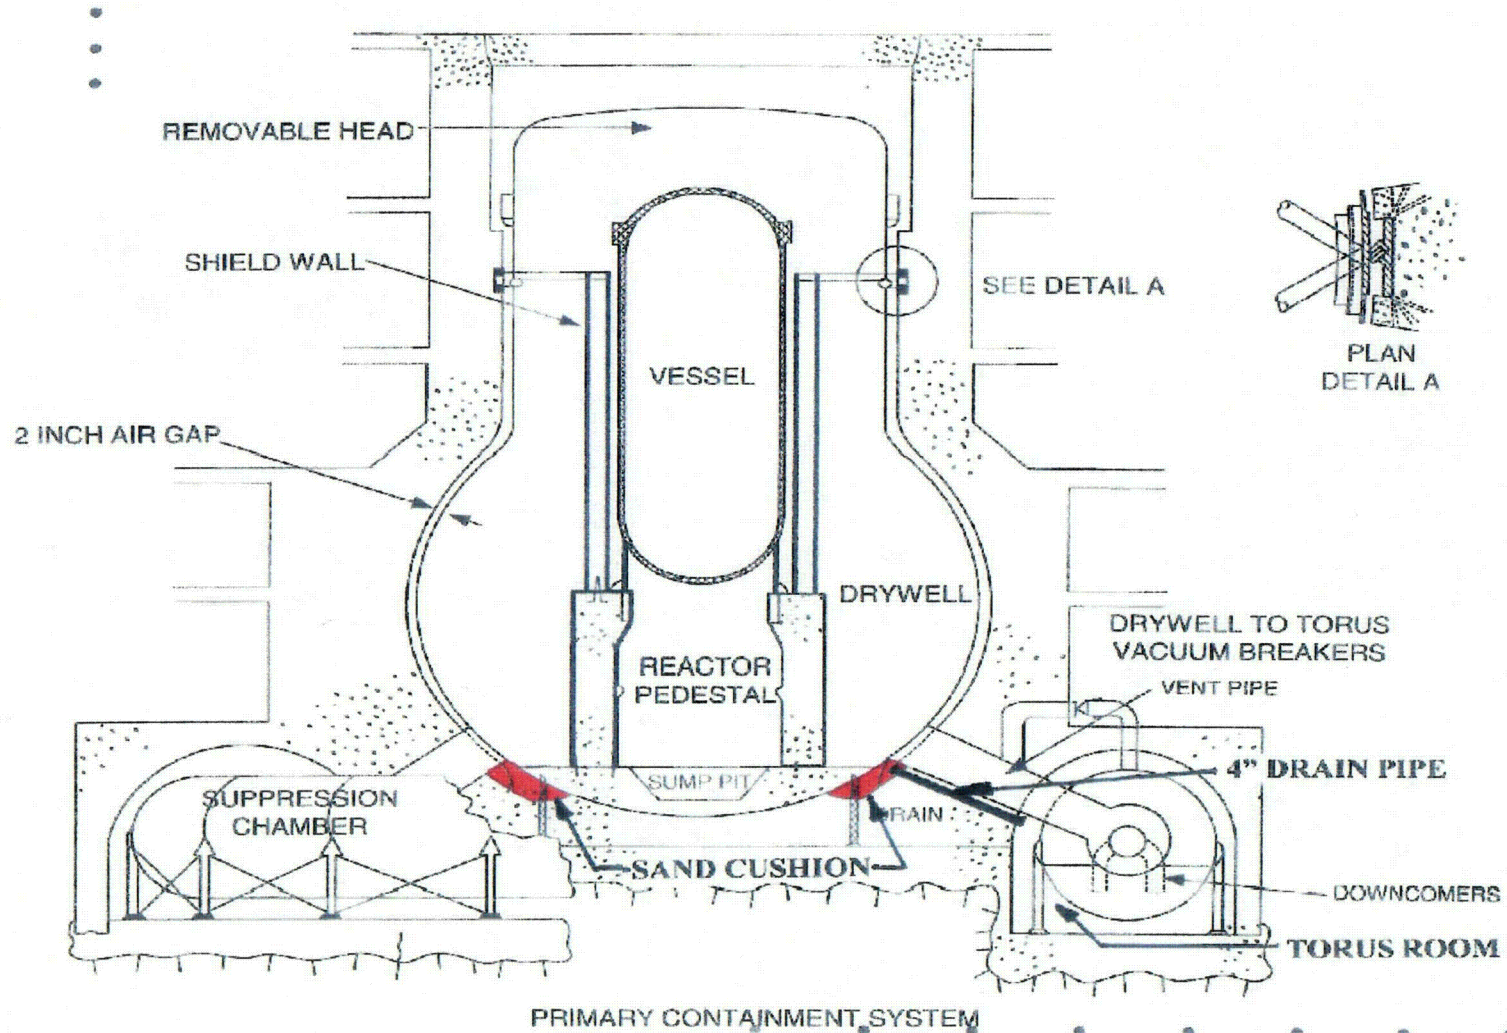 REMOVABLE HEAD
SHIELD WALL
SEE DETAIL A
VESSEL
PLAN
DETAIL A
2 INCH AIR GAP
DRYWELL
DRYWELL TO TORUS
VACUUM BREAKERS
REACTOR
PEDESTAL
VENT PIPE
SUMP PIT
4” DRAIN PIPE
SUPPRESSION
CHAMBER
DRAIN
SAND CUSHION
DOWNCOMERS
TORUS ROOM
PRIMARY CONTAINMENT SYSTEM